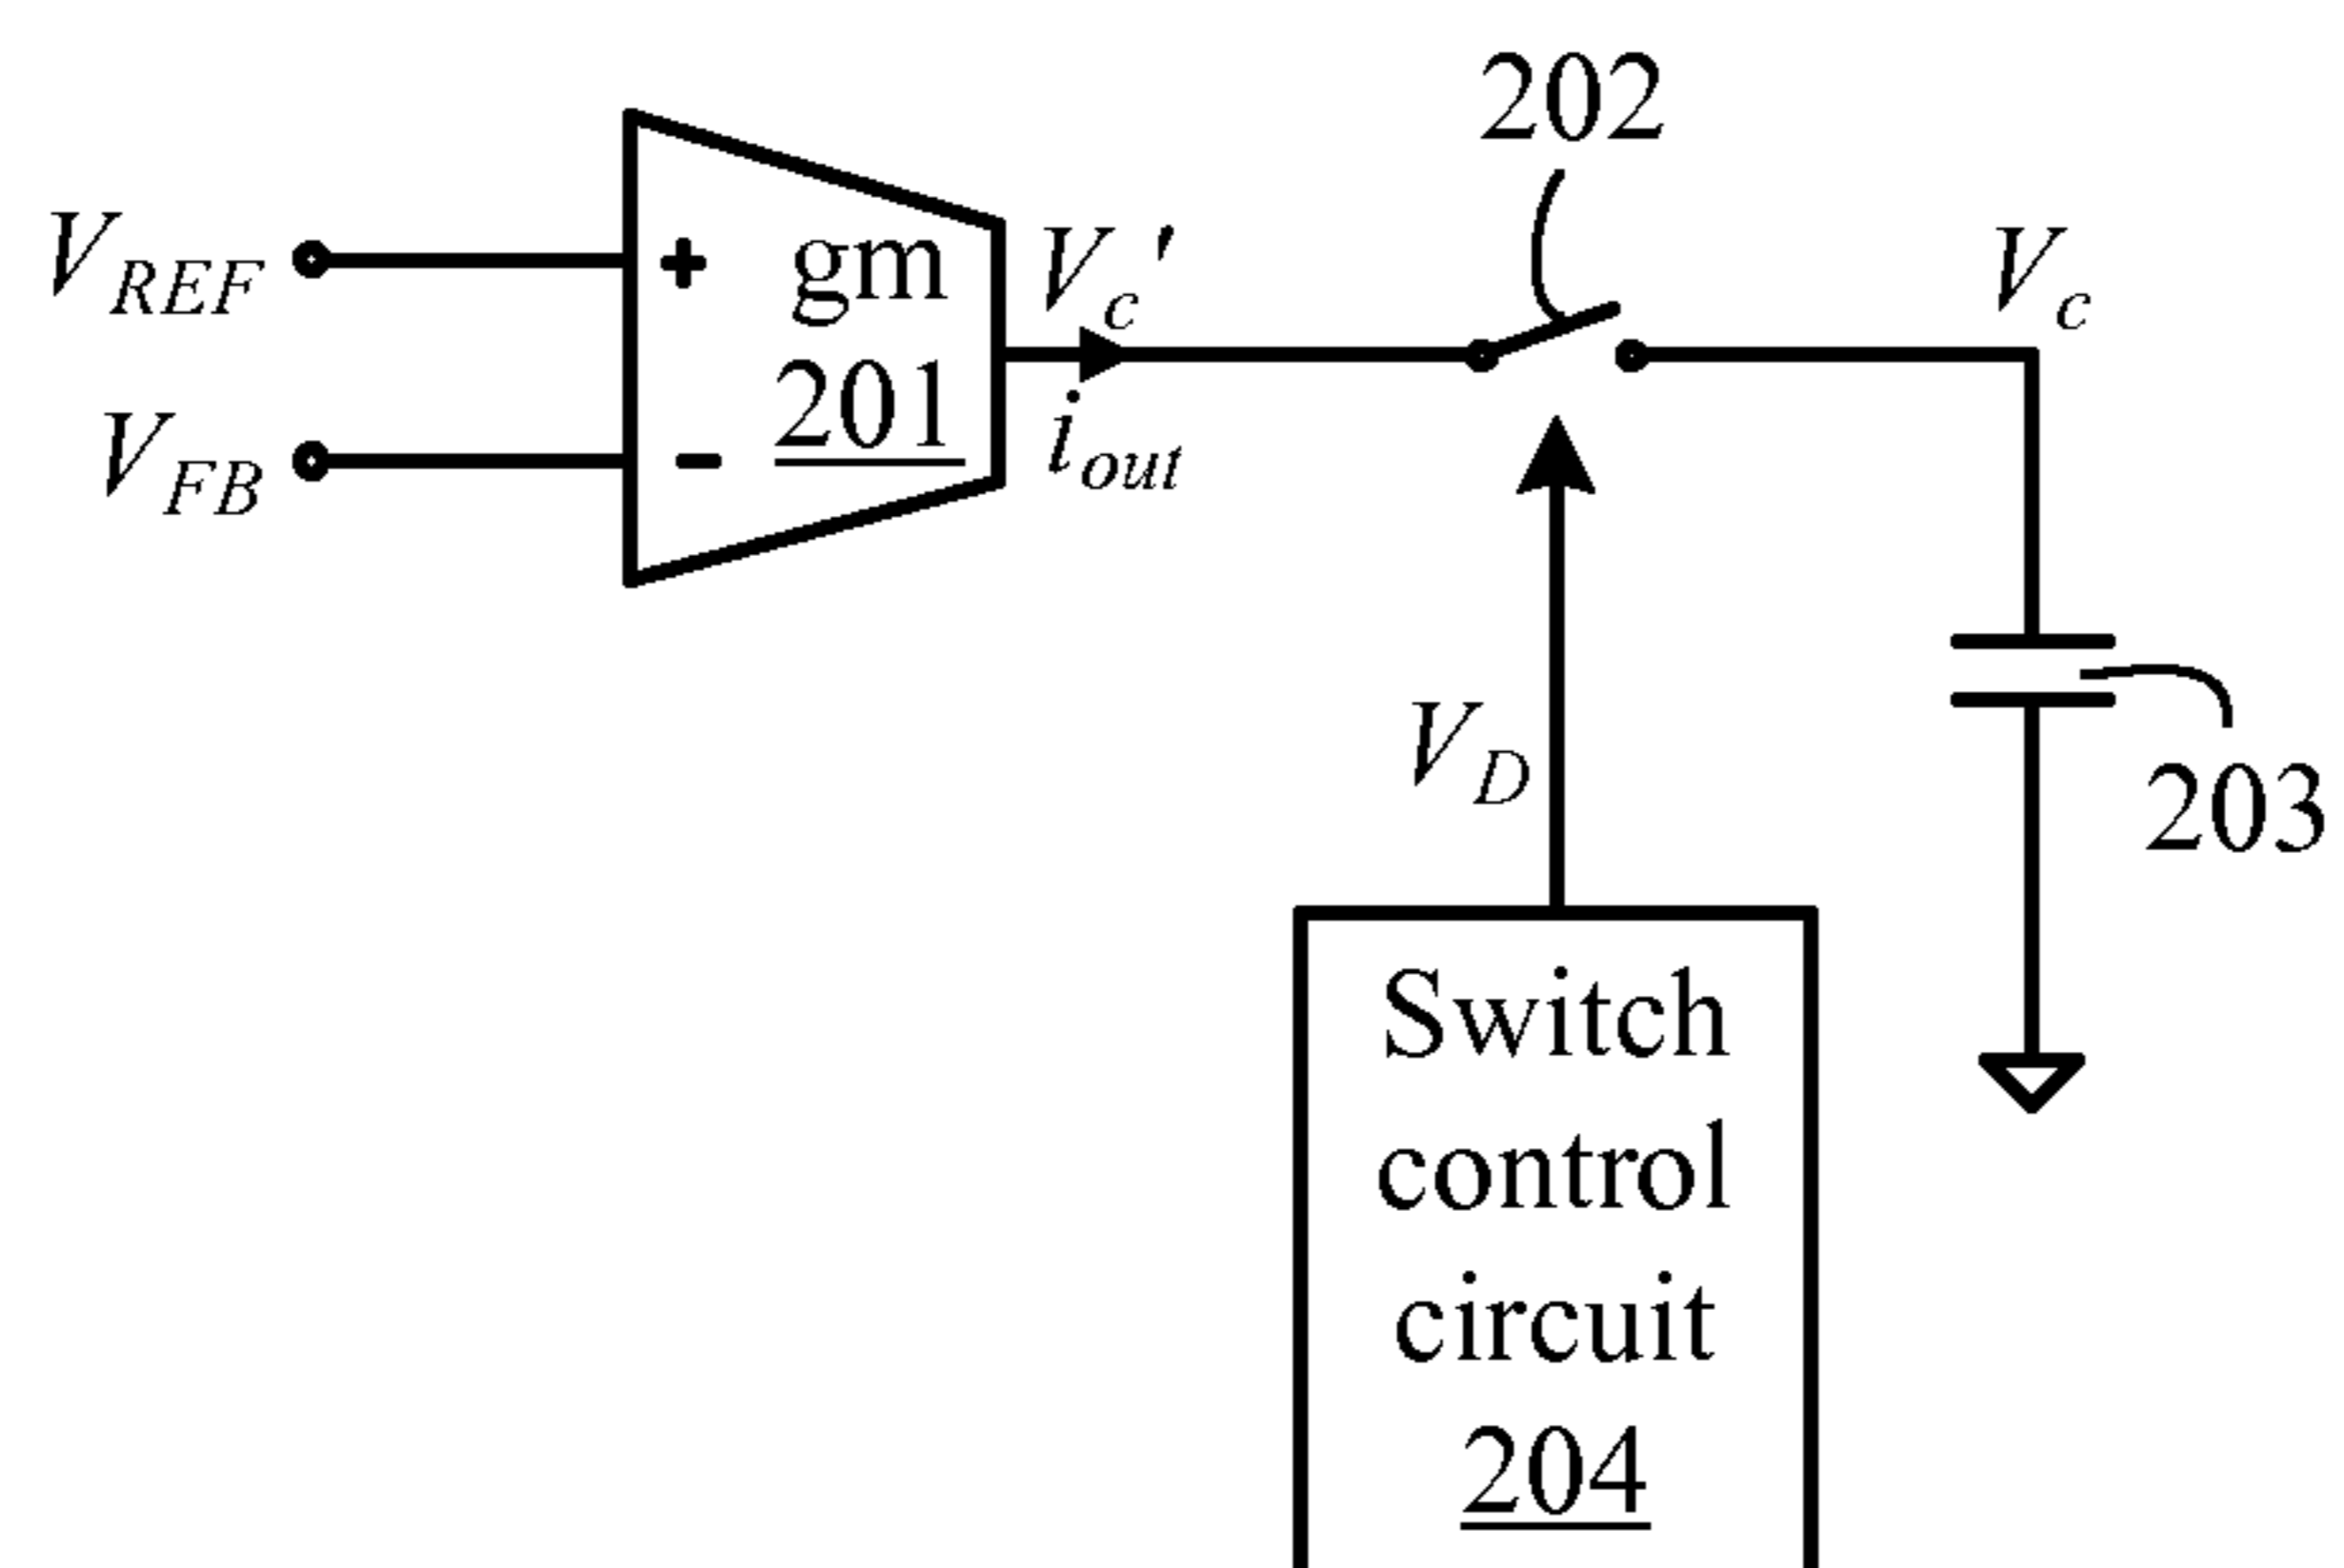 202
V_REF
+
gm
V_c'
V_c
201
V_FB
-
i_out
V_D
203
Switch
control
circuit
204